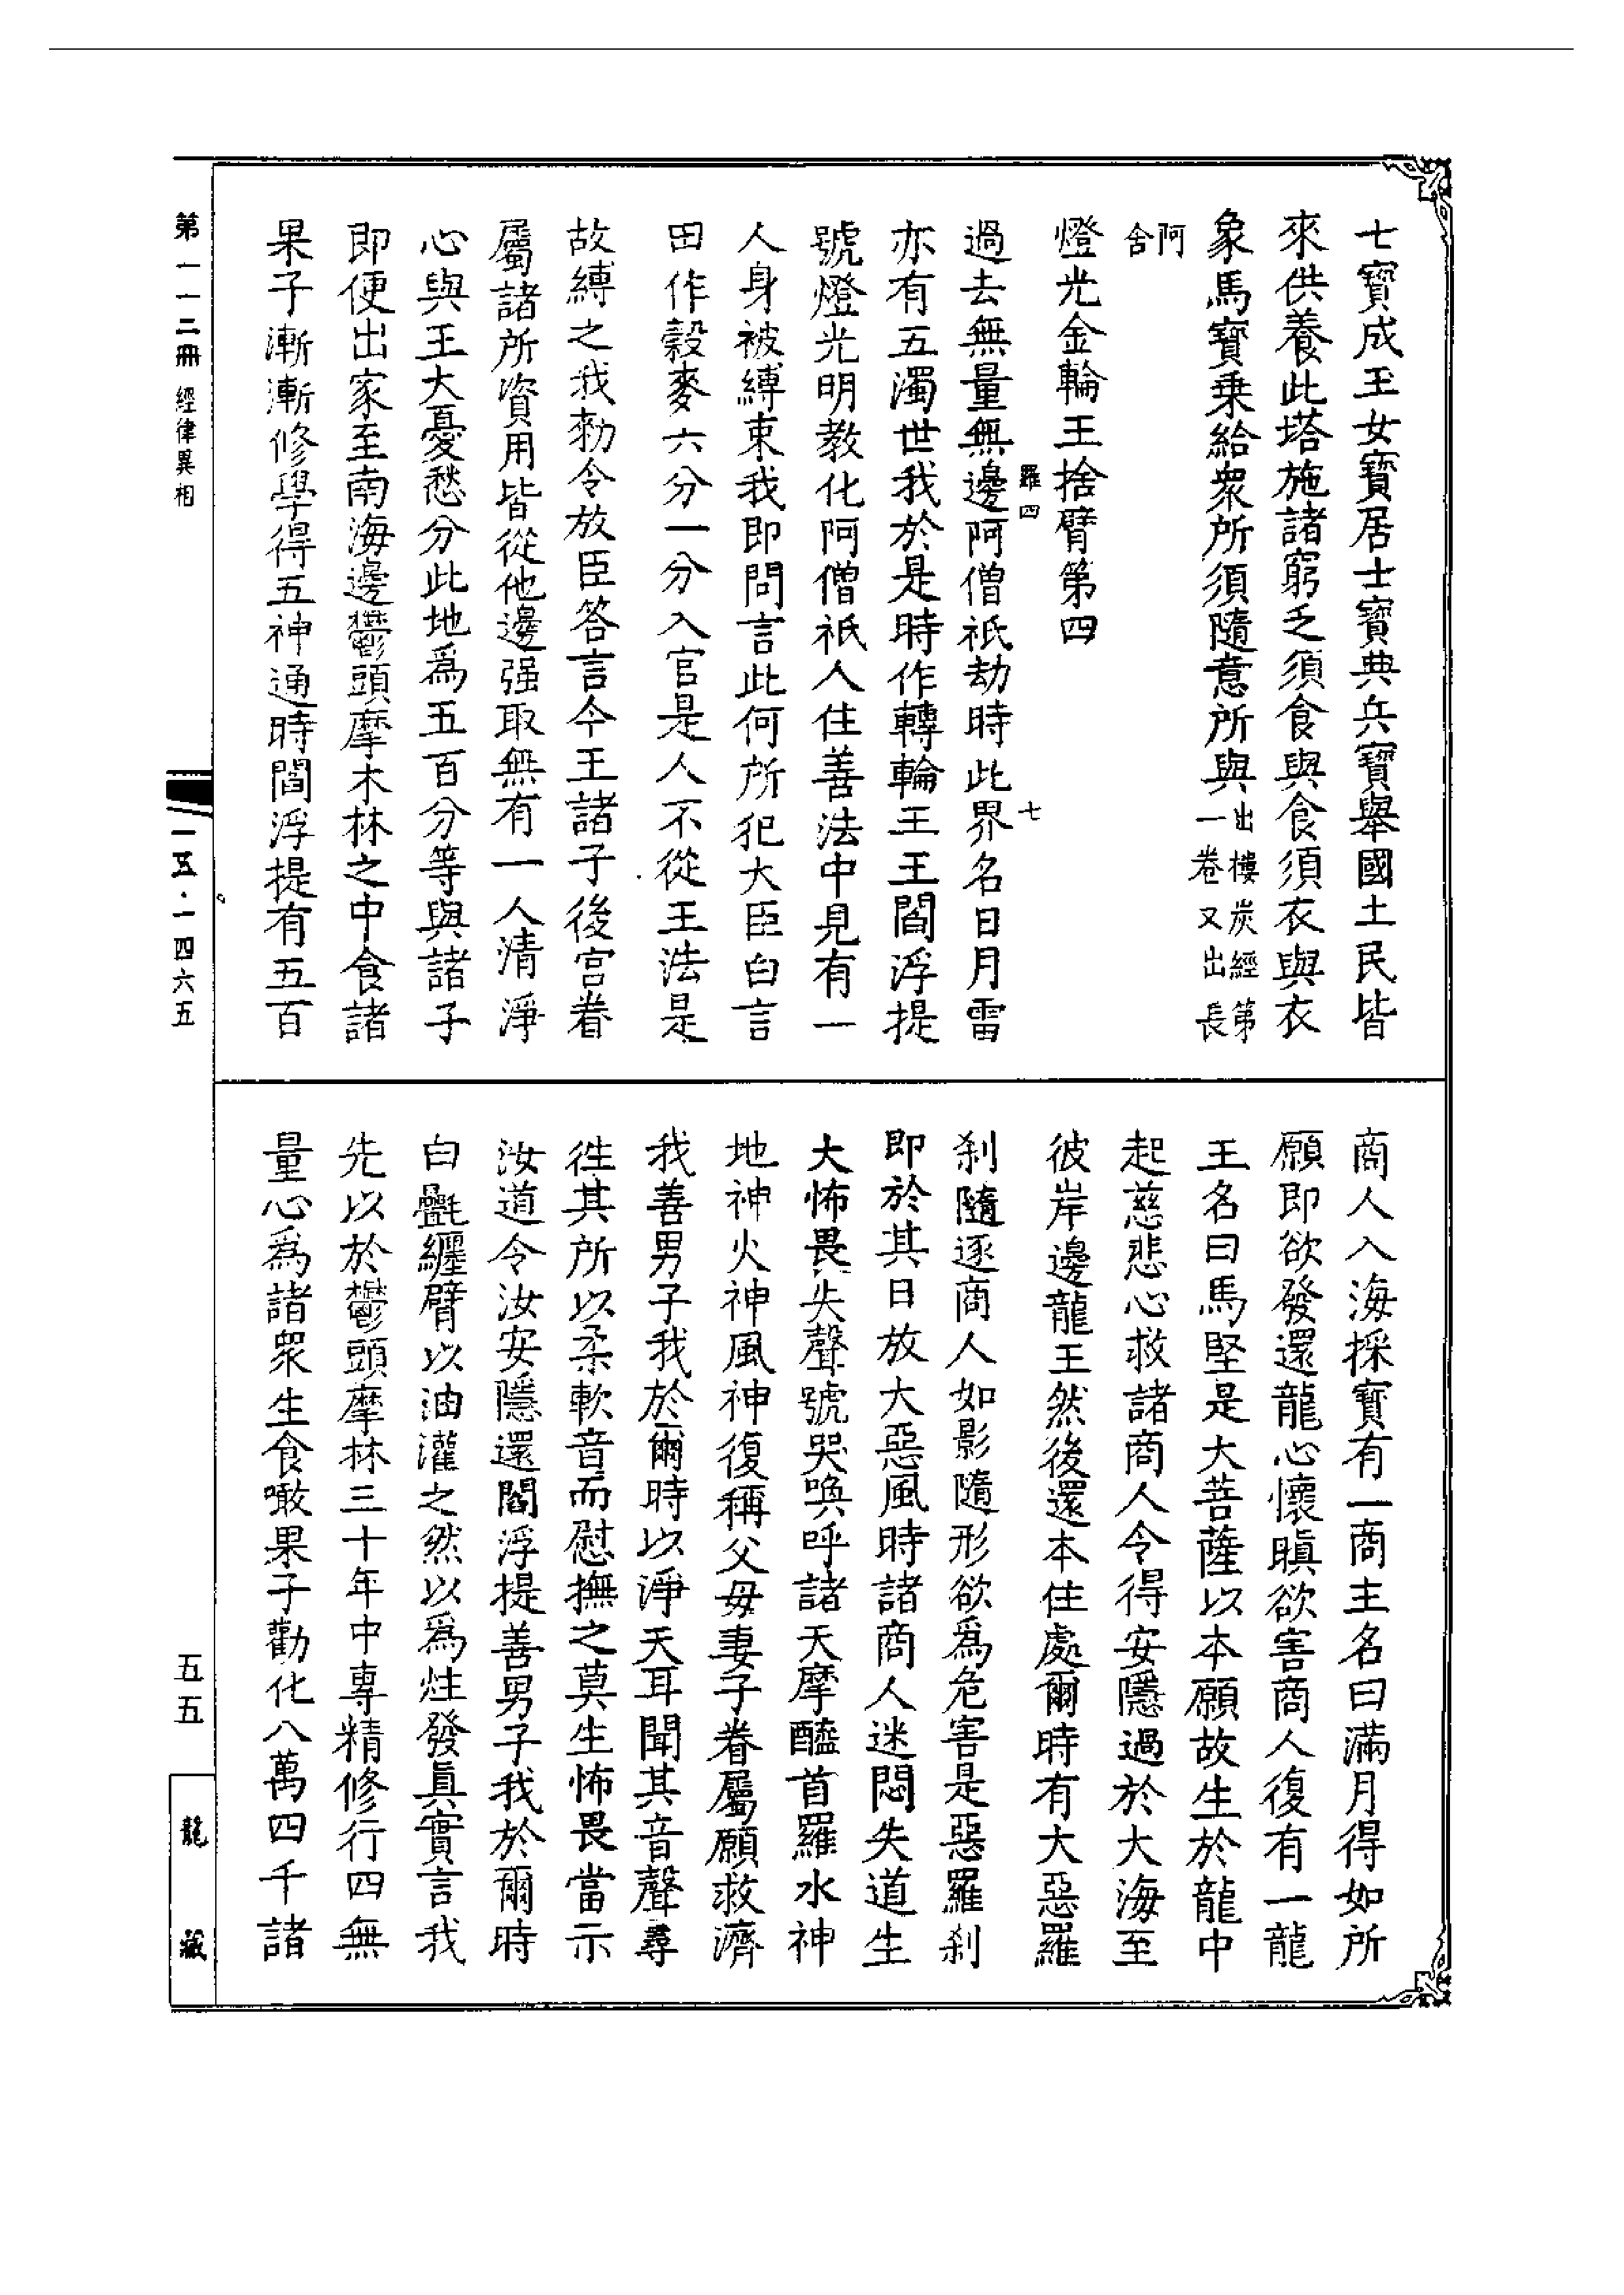 七寶成王女寶居士寶典兵寶舉國土民皆
來供養此塔施諸窮乏須食與食須衣與衣
象馬寶乗給衆所須隨意所與出樓炭經第
一卷又出長
阿
含
燈光金輪王捨臂第四
羅四
七
過去無量無邊阿僧祇劫時此界名日月雷
亦有五濁世我於是時作轉輪王王閻浮提
號燈光明教化阿僧祇人住善法中見有一
人身被縛束我即問言此何所犯大臣白言
田作穀麥六分一分入官是人不從王法是
故縛之我勑令放臣答言今王諸子後宮眷
屬諸所資用皆從他邊强取無有一人清淨
心與王大憂愁分此地爲五百分等與諸子
即便出家至南海邊鬱頭摩木林之中食諸
果子漸漸修學得五神通時閻浮提有五百
商人入海採寶有一商主名曰滿月得如所
願即欲發還龍心懷瞋欲害商人復有一龍
王名曰馬堅是大菩薩以本願故生於龍中
起慈悲心救諸商人令得安隱過於大海至
彼岸邊龍王然後還本住處爾時有大惡羅
刹隨逐商人如影隨形欲爲危害是惡羅刹
即於其日放大惡風時諸商人迷悶失道生
大怖畏失聲號哭喚呼諸天摩醯首羅水神
地神火神風神復稱父母妻子眷屬願救濟
我善男子我於爾時以淨天耳聞其音聲尋
往其所以柔軟音而慰撫之莫生怖畏當示
汝道令汝安隱還閻浮提善男子我於爾時
白㲲纏臂以油灌之然以爲炷發眞實言我
先以於鬱頭摩林三十年中專精修行四無
量心爲諸衆生食噉果子勸化八萬四千諸
第一一二冊 經律異相
一五·一四六五
五五
龍藏